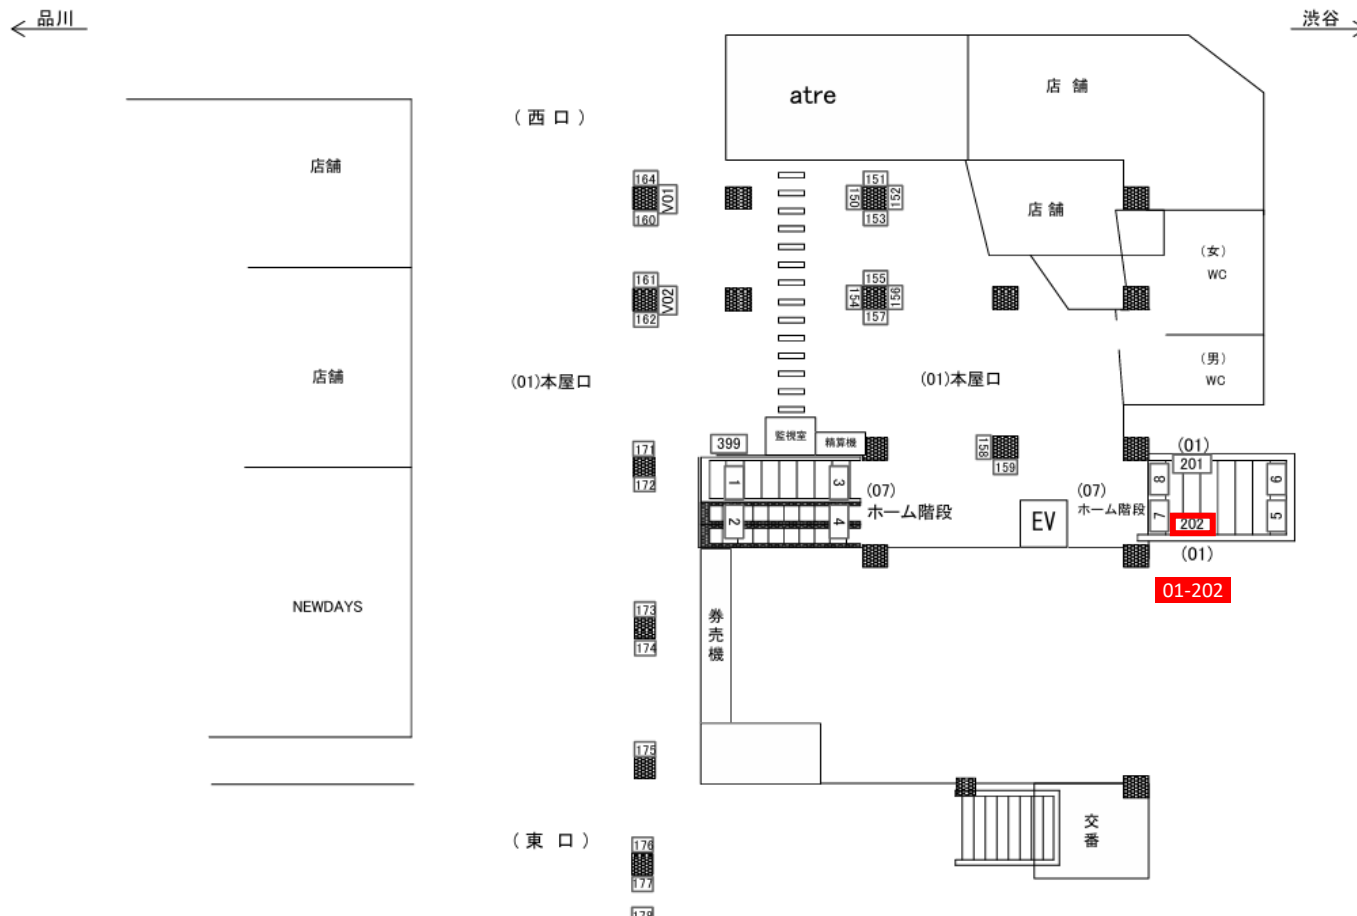 品川
渋谷
atre
店 舗
(西口)
店舗
164
V01
160
151
150
152
153
店 舗
(女)
WC
161
V02
162
155
154
156
157
(男)
WC
店舗
(01)本屋口
(01)本屋口
399
監視室
精算機
171
172
158
159
(01)
201
1
3
2
4
(07)
ホーム階段
(07)
ホーム階段
EV
8
6
7
5
202
(01)
01-202
NEWDAYS
173
174
券売機
175
(東 口)
176
177
178
交番